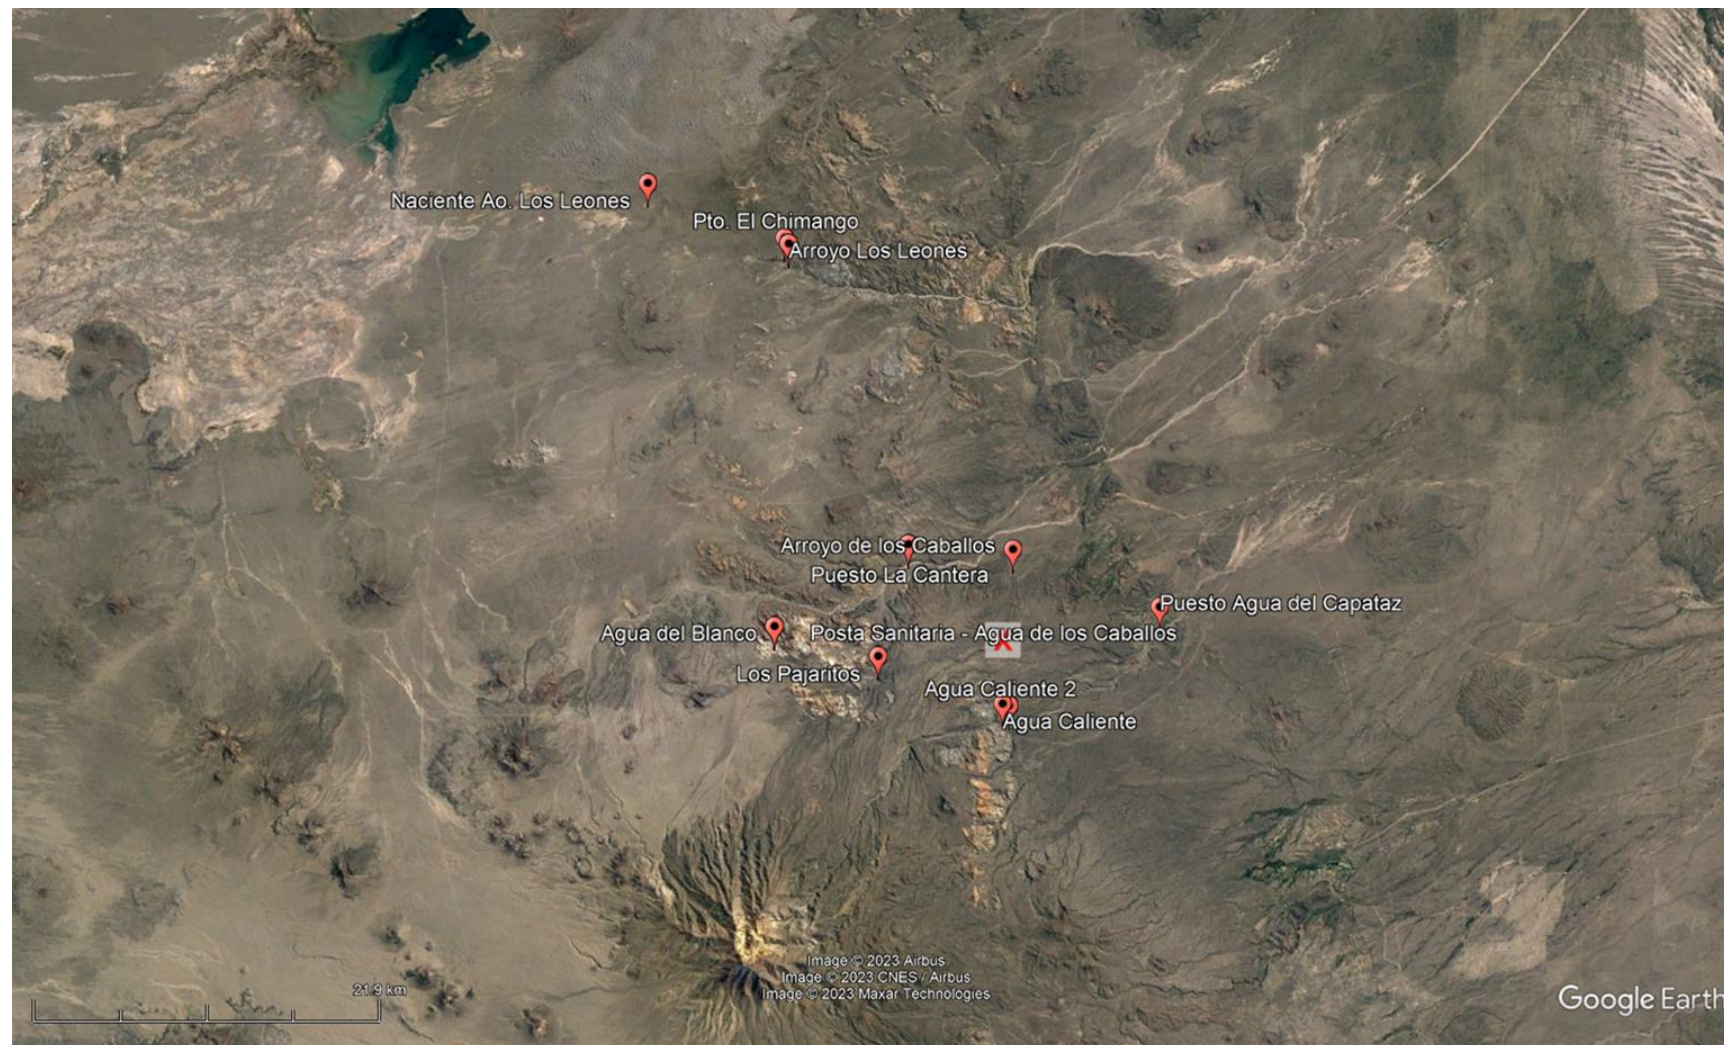 Naciente Ao. Los Leones
Pto. El Chimango
Arroyo Los Leones
Arroyo de los Caballos
Puesto La Cantera
Puesto Agua del Capataz
Agua del Blanco
Posta Sanitaria - Agua de los Caballos
Los Pajaritos
Agua Caliente 2
Agua Caliente
Image © 2023 Airbus
Image © 2023 CNES / Airbus
Image © 2023 Maxar Technologies
21.9 km
Google Earth